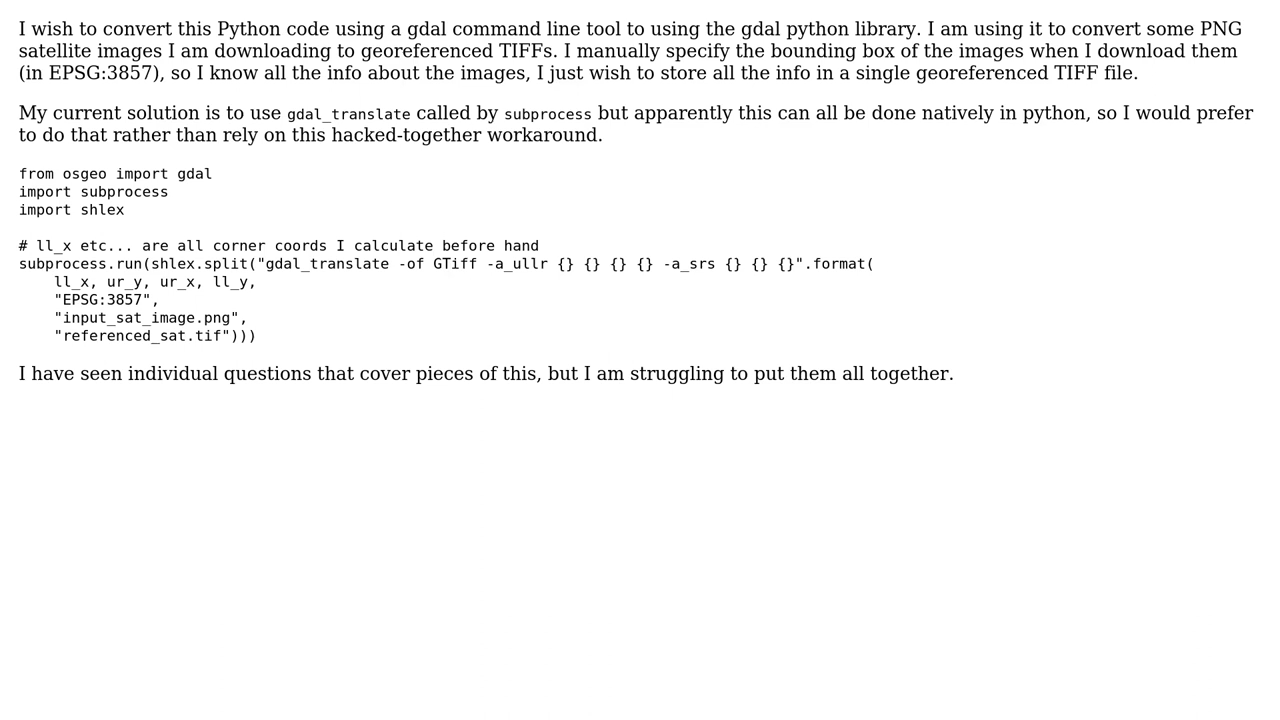 I wish to convert this Python code using a gdal command line tool to using the gdal python library. I am using it to convert some PNG
satellite images I am downloading to georeferenced TIFFs. I manually specify the bounding box of the images when I download them
(in EPSG:3857), so I know all the info about the images, I just wish to store all the info in a single georeferenced TIFF file.
My current solution is to use gdal_translate called by subprocess but apparently this can all be done natively in python, so I would prefer
to do that rather than rely on this hacked-together workaround.
from osgeo import gdal
import subprocess
import shlex
# ll_x etc... are all corner coords I calculate before hand
subprocess.run(shlex.split("gdal_translate -of GTiff -a_ullr {} {} {} {} -a_srs {} {} {}".format(
    ll_x, ur_y, ur_x, ll_y,
    "EPSG:3857",
    "input_sat_image.png",
    "referenced_sat.tif")))
I have seen individual questions that cover pieces of this, but I am struggling to put them all together.